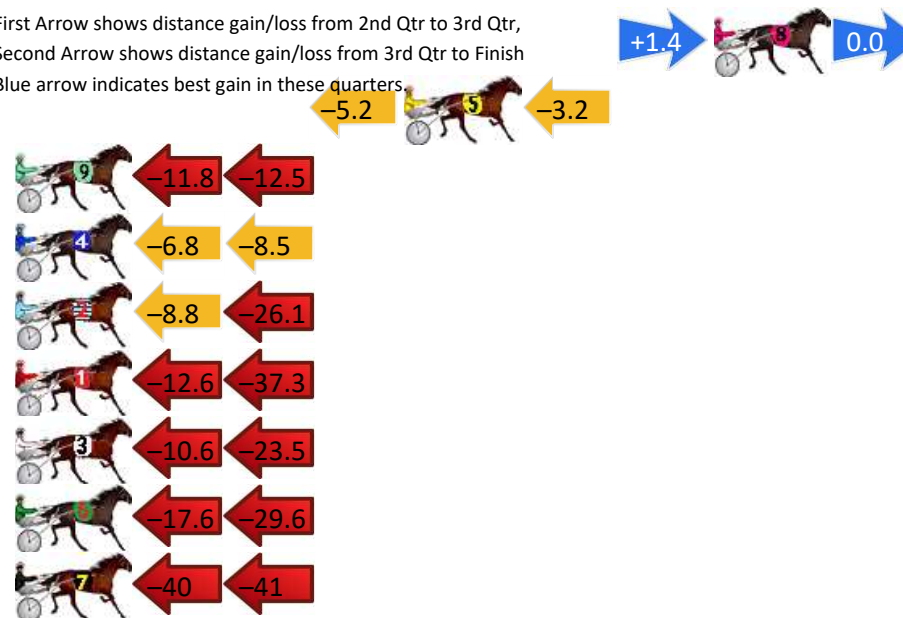 First Arrow shows distance gain/loss from 2nd Qtr to 3rd Qtr,
Second Arrow shows distance gain/loss from 3rd Qtr to Finish
Blue arrow indicates best gain in these quarters.
+1.4 8 0.0
–5.2 5 –3.2
9 –11.8 –12.5
4 –6.8 –8.5
2 –8.8 –26.1
1 –12.6 –37.3
3 –10.6 –23.5
6 –17.6 –29.6
7 –40 –41